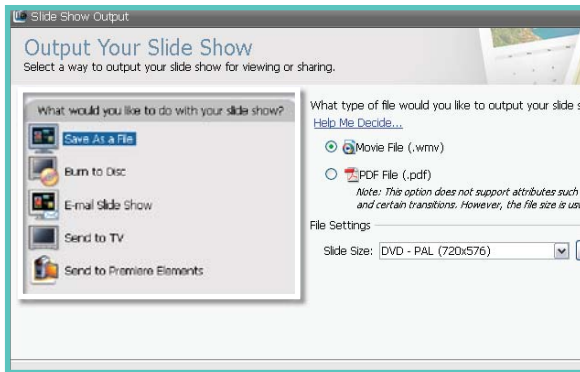 Slide Show Output
Output Your Slide Show
Select a way to output your slide show for viewing or sharing.
What would you like to do with your slide show?
Save As a File
Burn to Disc
E-mail Slide Show
Send to TV
Send to Premiere Elements
What type of file would you like to output your slide
Help Me Decide...
Movie File (.wmv)
PDF File (.pdf)
Note: This option does not support attributes such
and certain transitions. However, the file size is
File Settings
Slide Size: DVD - PAL (720x576)